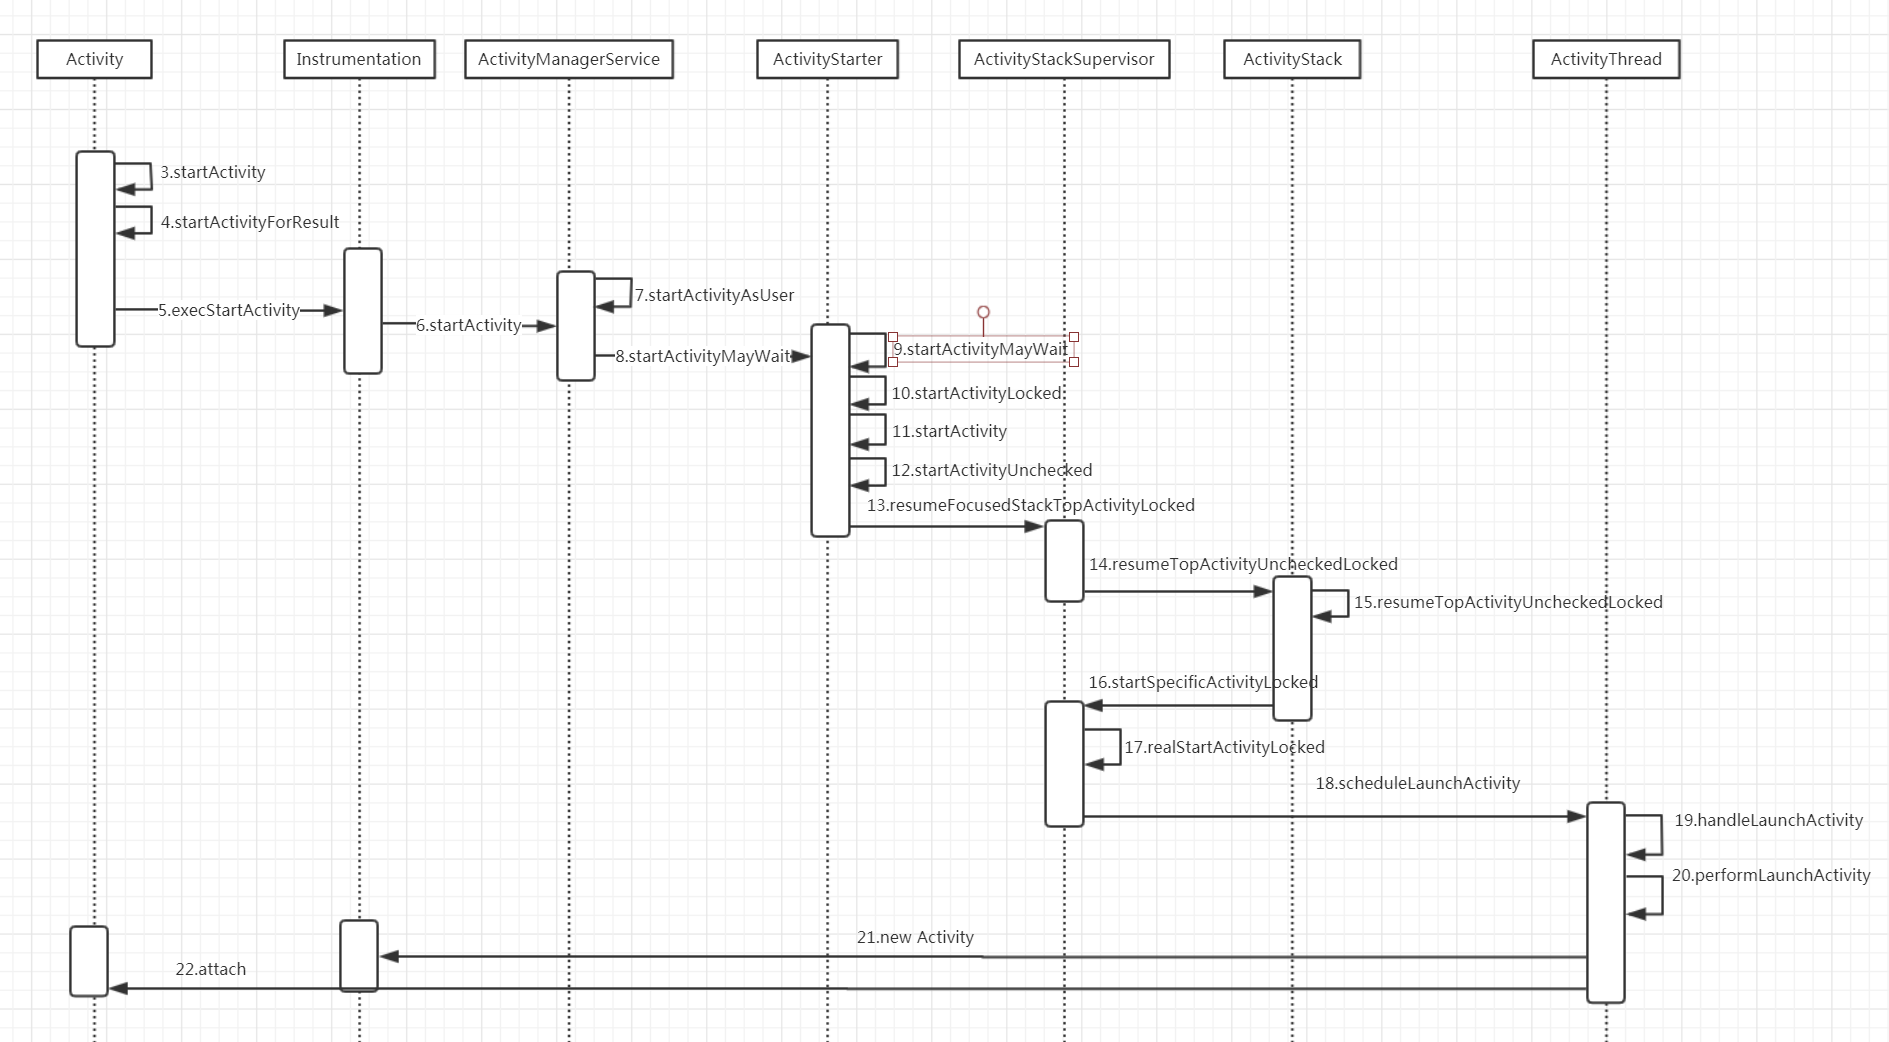 Activity
Instrumentation
ActivityManagerService
ActivityStarter
ActivityStackSupervisor
ActivityStack
ActivityThread
3.startActivity
4.startActivityForResult
5.execStartActivity
6.startActivity
7.startActivityAsUser
8.startActivityMayWait
9.startActivityMayWait
10.startActivityLocked
11.startActivity
12.startActivityUnchecked
13.resumeFocusedStackTopActivityLocked
14.resumeTopActivityUncheckedLocked
15.resumeTopActivityUncheckedLocked
16.startSpecificActivityLocked
17.realStartActivityLocked
18.scheduleLaunchActivity
19.handleLaunchActivity
20.performLaunchActivity
21.new Activity
22.attach